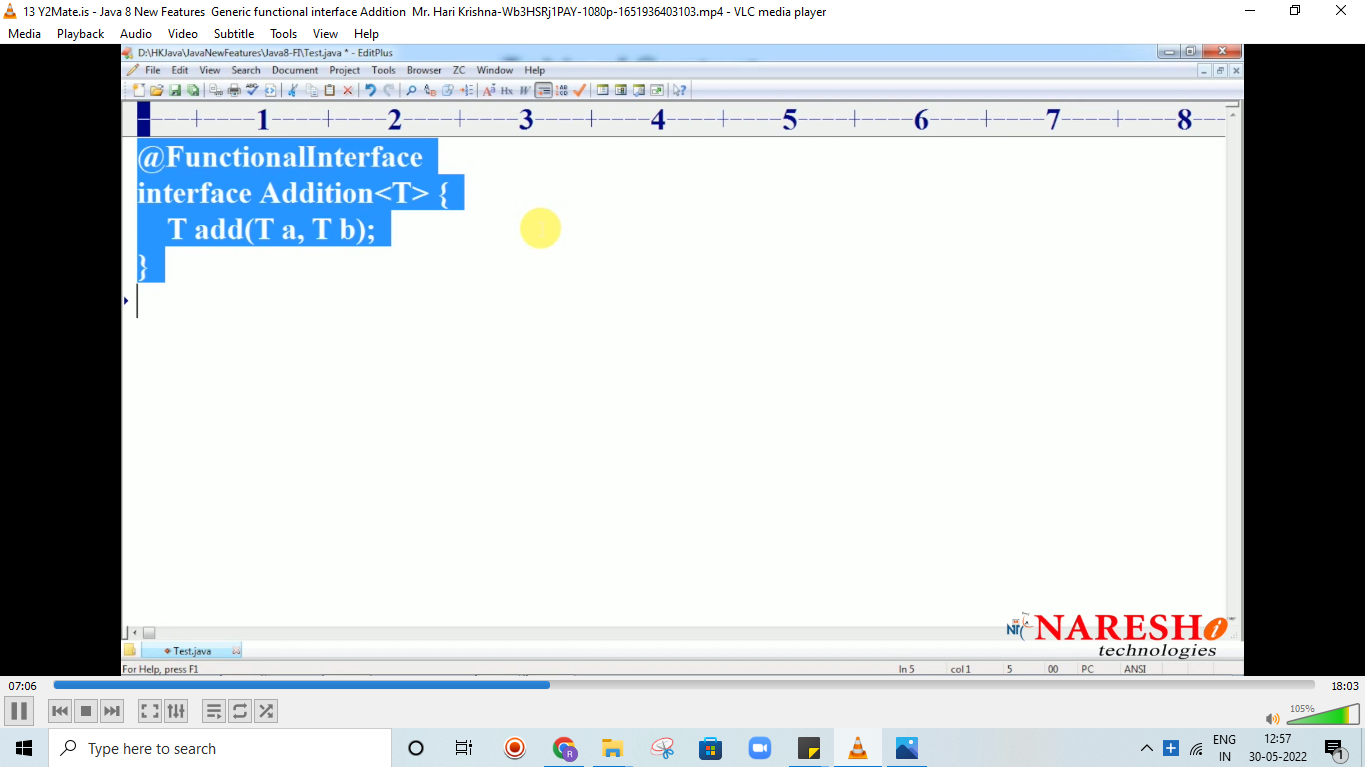 13 Y2Mate.is - Java 8 New Features Generic functional interface Addition Mr. Hari Krishna-Wb3HSRj1PAY-1080p-1651936403103.mp4 - VLC media player
Media Playback Audio Video Subtitle Tools View Help
D:\HKJava\JavaNewFeatures\Java8-FI\Test.java * - EditPlus
File Edit View Search Document Project Tools Browser ZC Window Help
1 2 3 4 5 6 7 8
@FunctionalInterface
interface Addition<T> {
T add(T a, T b);
}
NARESH i
technologies
Test.java
For Help, press F1 ln 5 col 1 5 00 PC ANSI
07:06 18:03
105%
Type here to search
ENG
IN
12:57
30-05-2022
1